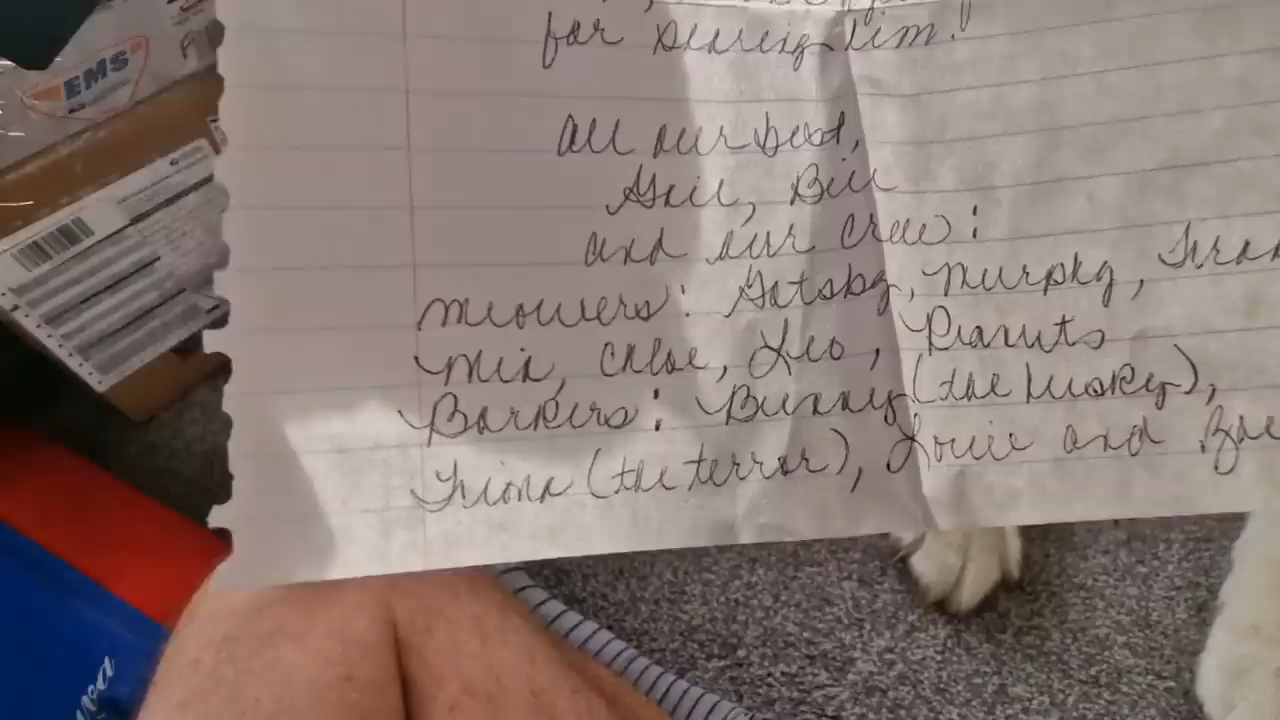 for sharing him!
All our best,
Gail, Bill
and our crew:
Meowers: Gatsby, Murphy,
Mia, Chloe, Leo, Peanuts
Barkers: Bunny (the husky),
Fiona (the terror), Louie and
EMS